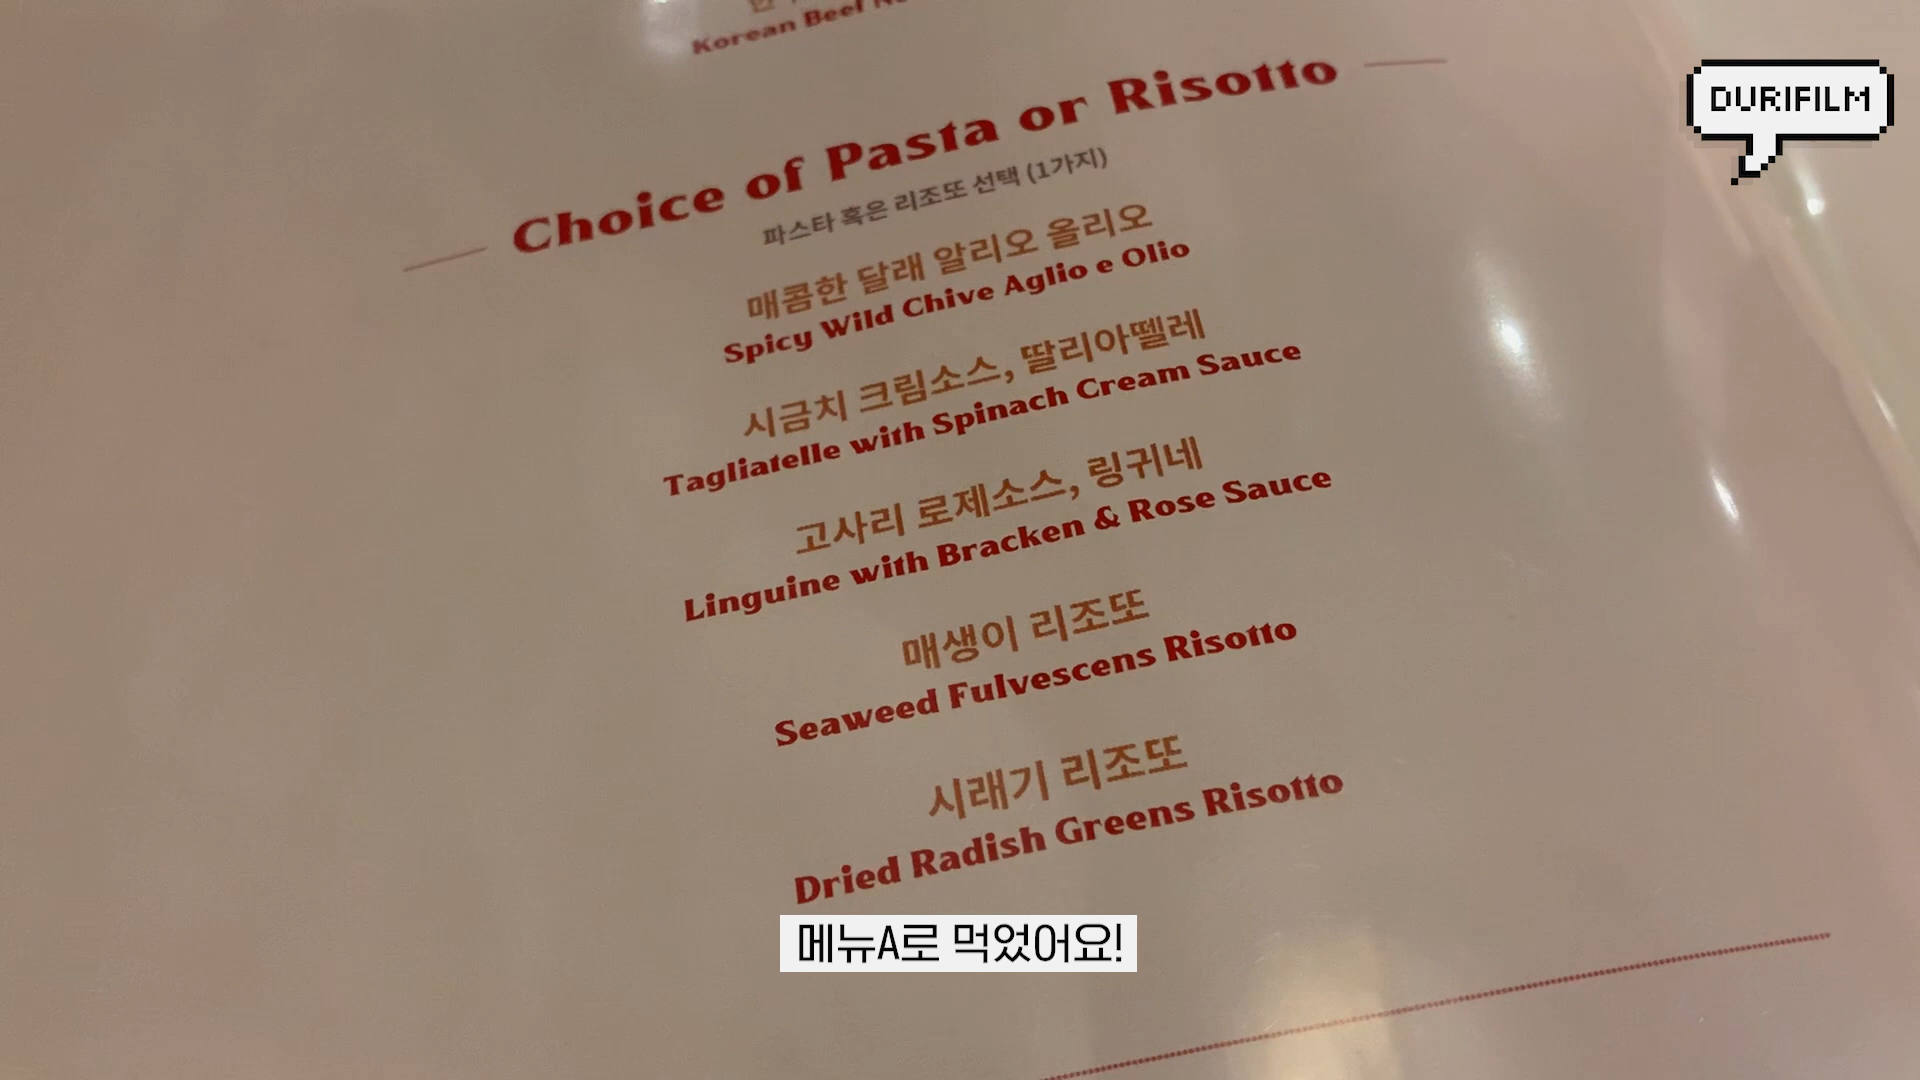 Korean Beef
Choice of Pasta or Risotto
파스타 혹은 리조또 선택 (1가지)
매콤한 달래 알리오 올리오
Spicy Wild Chive Aglio e Olio
시금치 크림소스, 딸리아뗄레
Tagliatelle with Spinach Cream Sauce
고사리 로제소스, 링귀네
Linguine with Bracken & Rose Sauce
매생이 리조또
Seaweed Fulvescens Risotto
시래기 리조또
Dried Radish Greens Risotto
메뉴A로 먹었어요!
DURIFILM